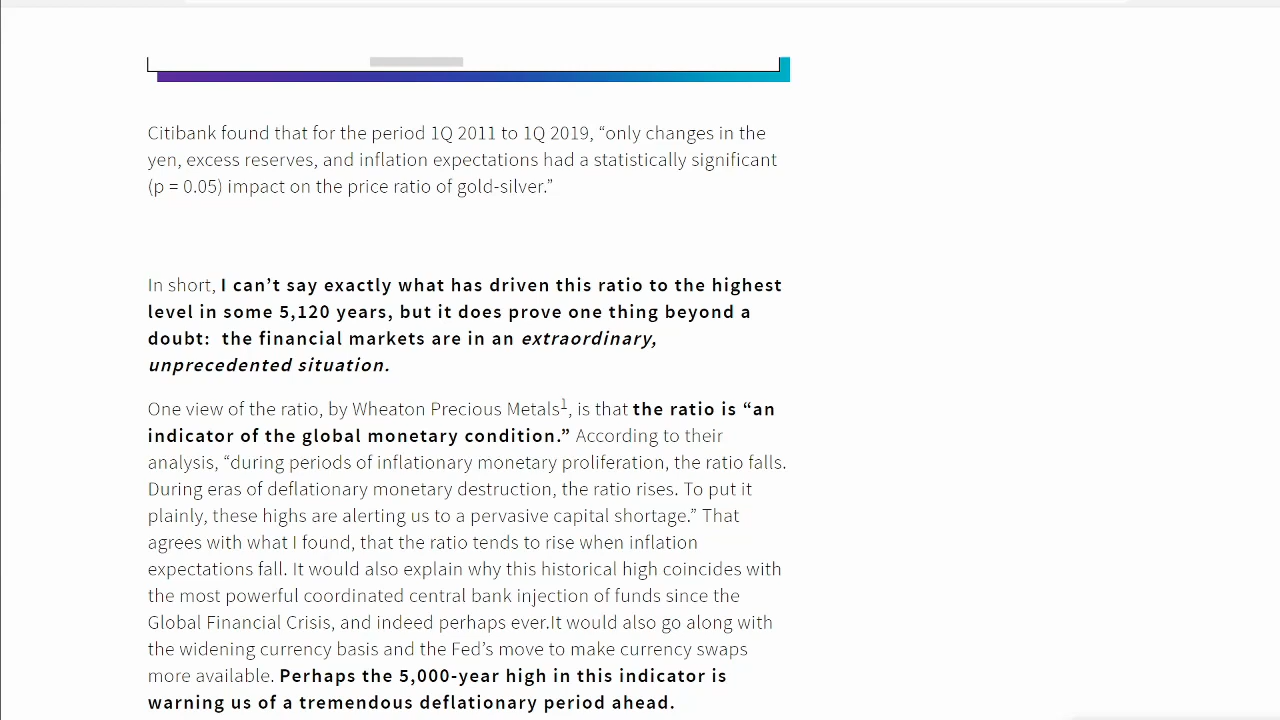 Citibank found that for the period 1Q 2011 to 1Q 2019, “only changes in the
yen, excess reserves, and inflation expectations had a statistically significant
(p = 0.05) impact on the price ratio of gold-silver.”
In short, I can’t say exactly what has driven this ratio to the highest
level in some 5,120 years, but it does prove one thing beyond a
doubt:  the financial markets are in an extraordinary,
unprecedented situation.
One view of the ratio, by Wheaton Precious Metals1, is that the ratio is “an
indicator of the global monetary condition.” According to their
analysis, “during periods of inflationary monetary proliferation, the ratio falls.
During eras of deflationary monetary destruction, the ratio rises. To put it
plainly, these highs are alerting us to a pervasive capital shortage.” That
agrees with what I found, that the ratio tends to rise when inflation
expectations fall. It would also explain why this historical high coincides with
the most powerful coordinated central bank injection of funds since the
Global Financial Crisis, and indeed perhaps ever.It would also go along with
the widening currency basis and the Fed’s move to make currency swaps
more available. Perhaps the 5,000-year high in this indicator is
warning us of a tremendous deflationary period ahead.